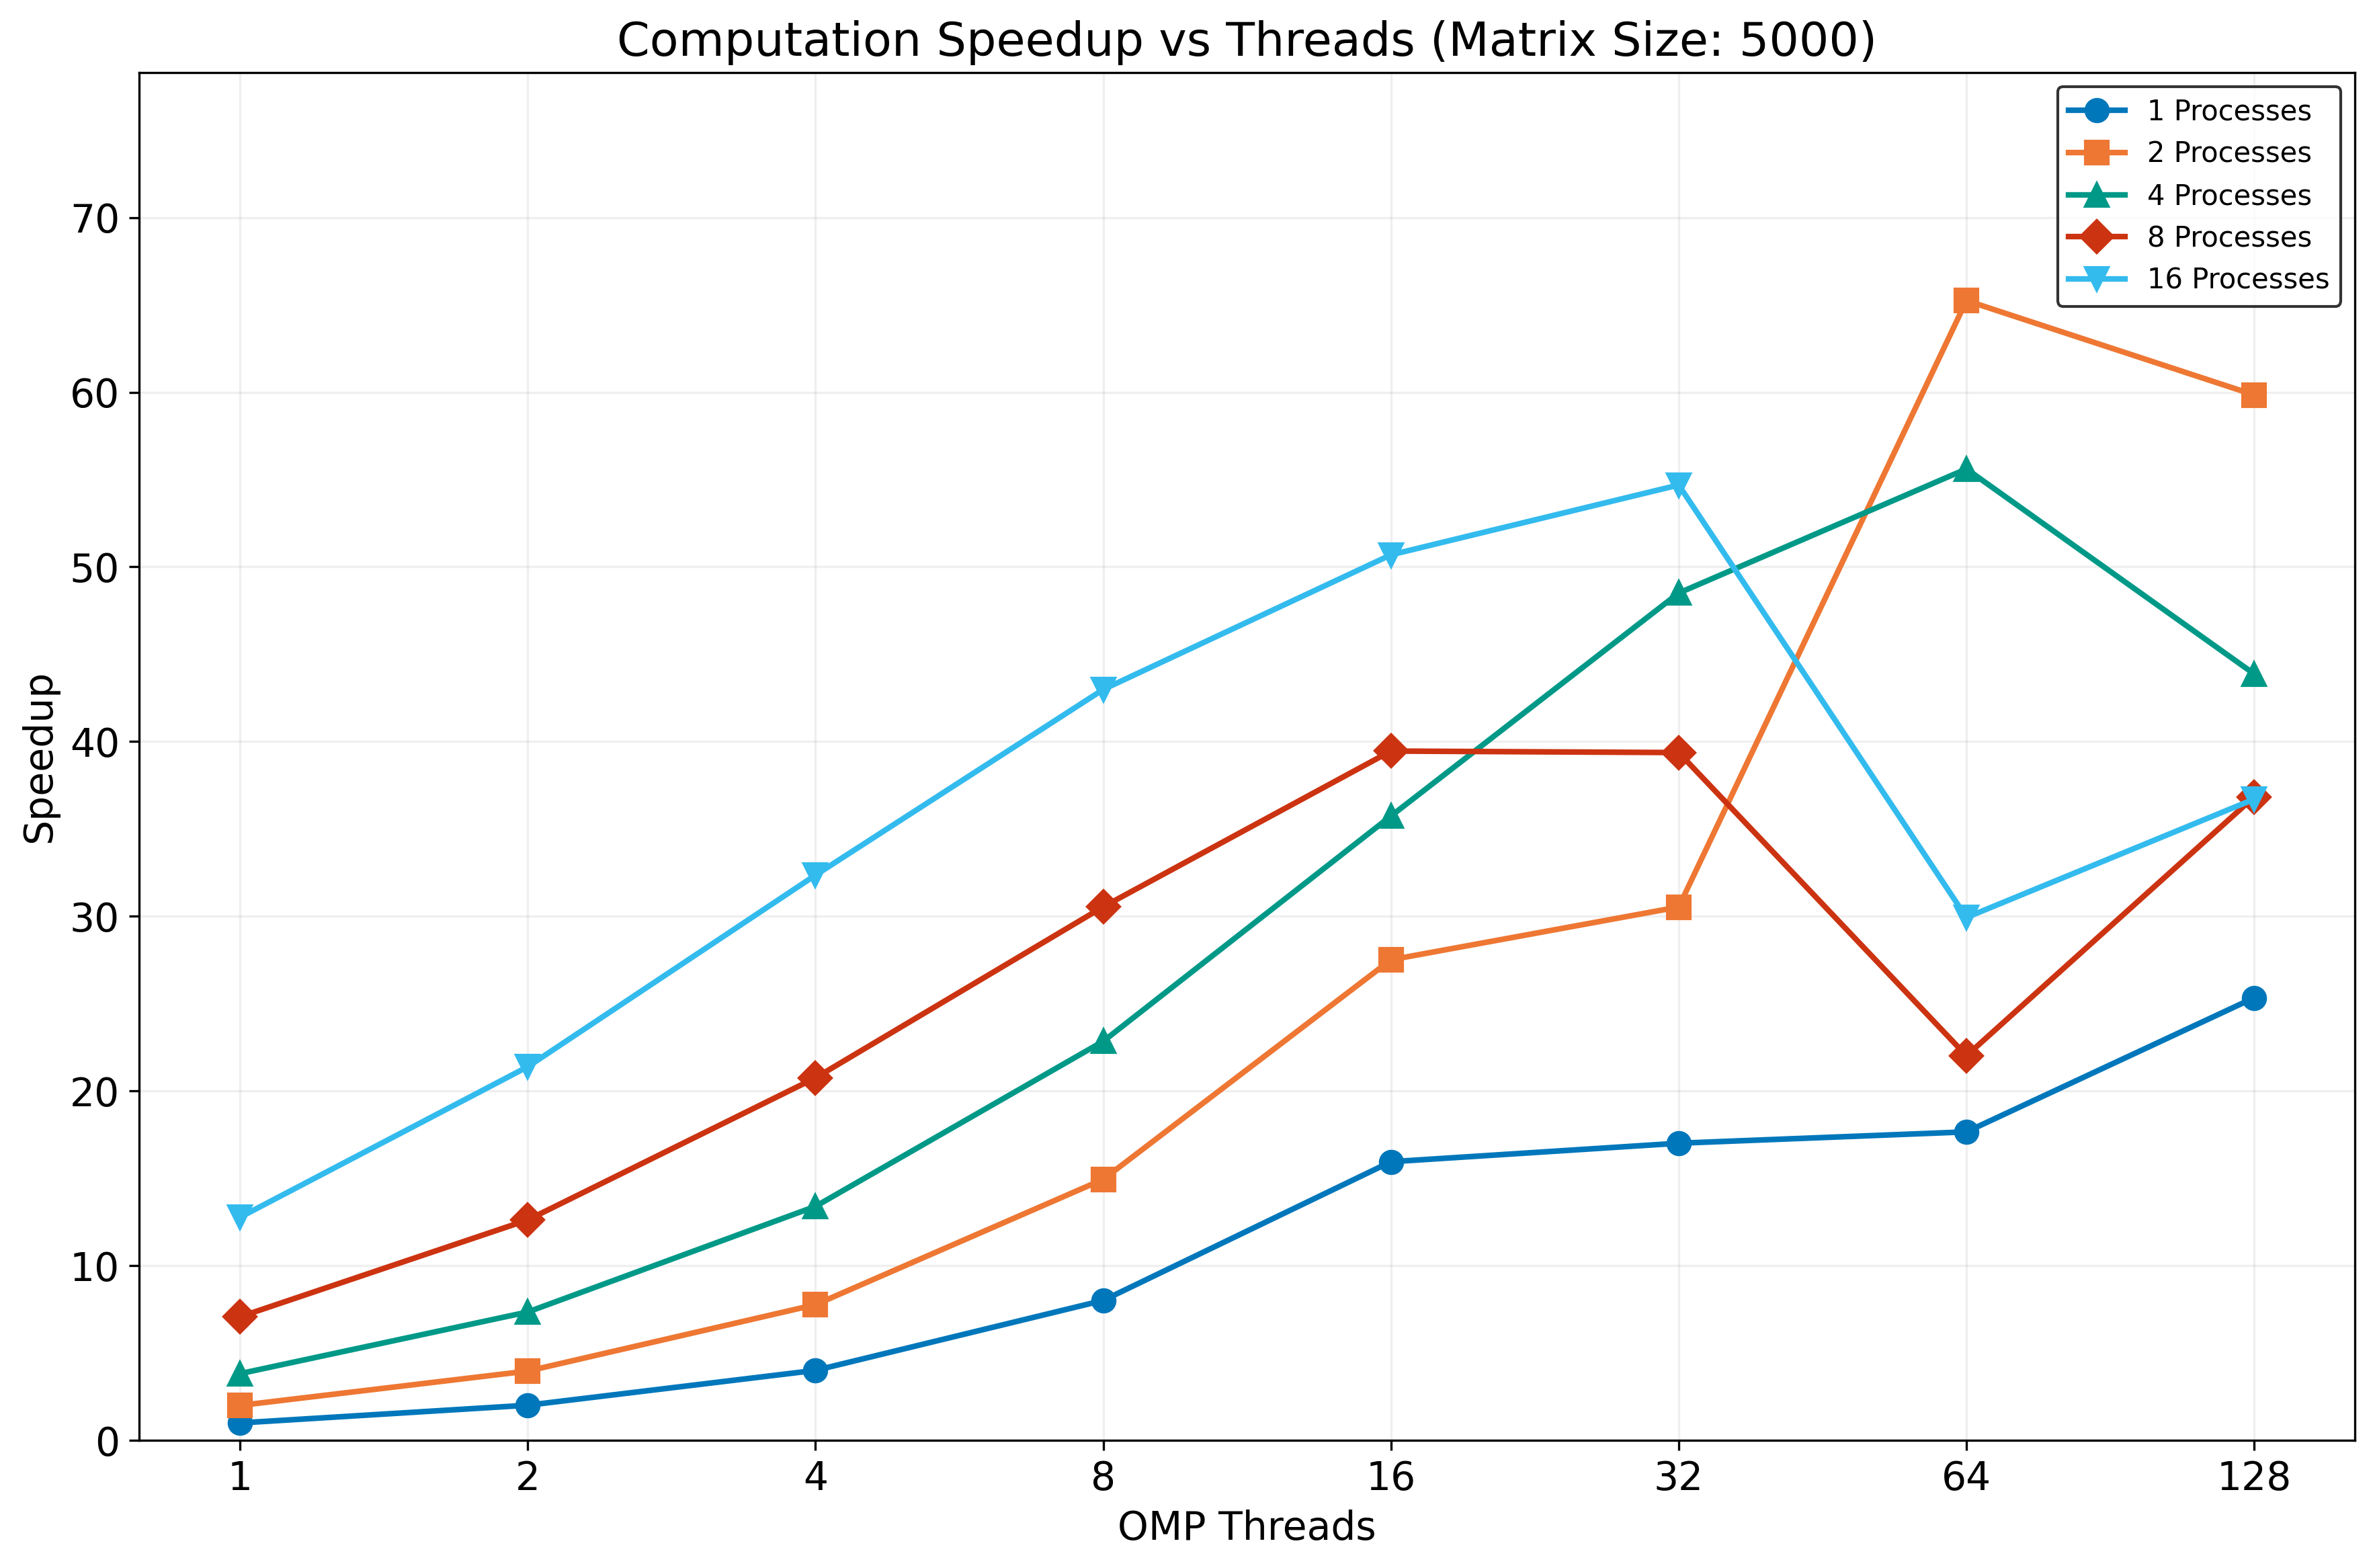 Computation Speedup vs Threads (Matrix Size: 5000)
1 Processes
2 Processes
4 Processes
8 Processes
16 Processes
Speedup
70
60
50
40
30
20
10
0
1 2 4 8 16 32 64 128
OMP Threads